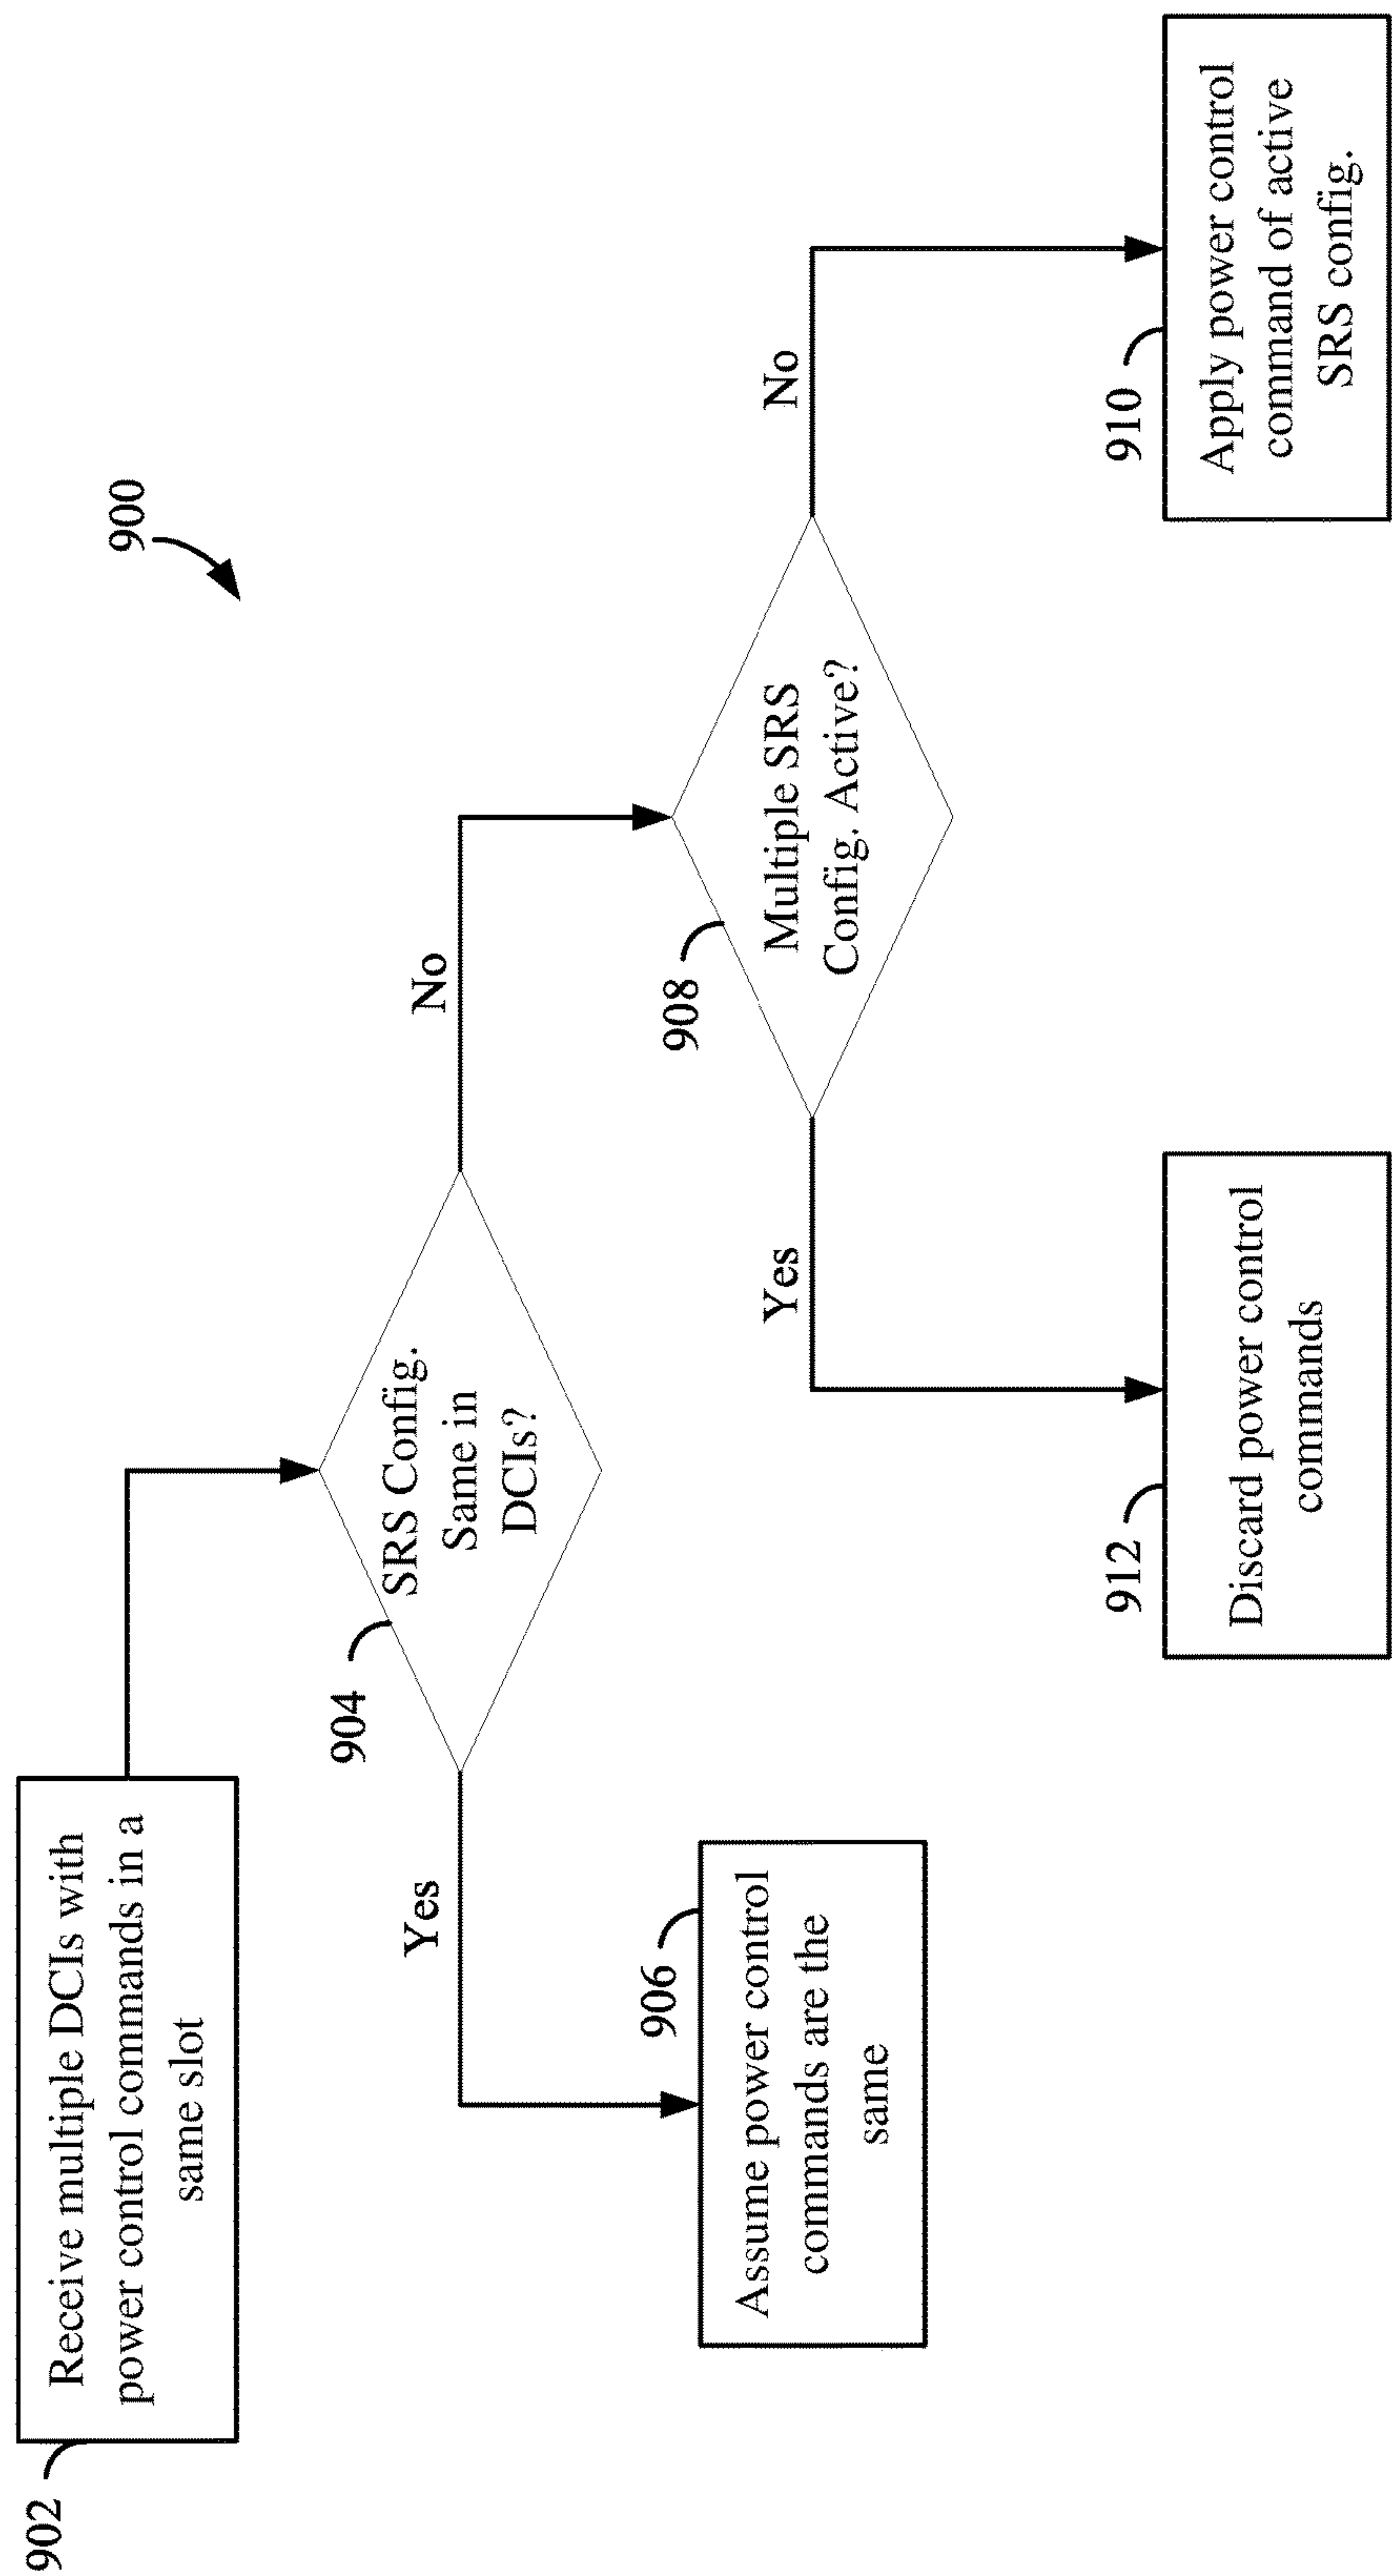 900
902
Receive multiple DCIs with
power control commands in a
same slot
904
SRS Config.
Same in
DCIs?
Yes
No
906
Assume power control
commands are the
same
908
Multiple SRS
Config. Active?
Yes
No
912
Discard power control
commands
910
Apply power control
command of active
SRS config.